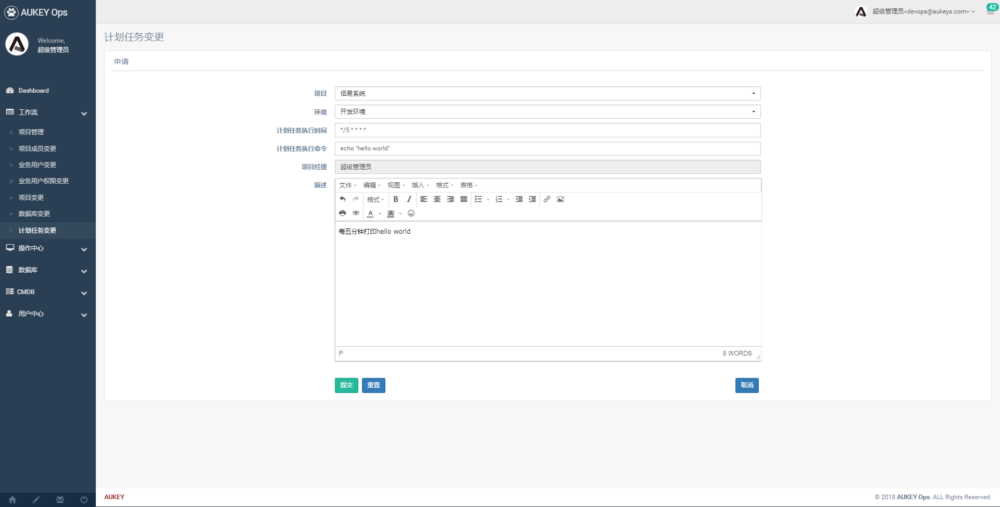 AUKEY Ops
超级管理员<devops@aukeys.com>
42
Welcome,
超级管理员
Dashboard
工作流
项目管理
项目成员变更
业务用户变更
业务用户权限变更
项目变更
数据库变更
计划任务变更
操作中心
数据库
CMDB
用户中心
计划任务变更
申请
项目 佰易系统
环境 开发环境
计划任务执行时间 */5 * * * *
计划任务执行命令 echo "hello world"
项目经理 超级管理员
描述
文件 编辑 视图 插入 格式 表格
格式 B I
A A
每五分钟打印hello world
P 8 WORDS
提交 重置 取消
AUKEY © 2018 AUKEY Ops. ALL Rights Reserved.